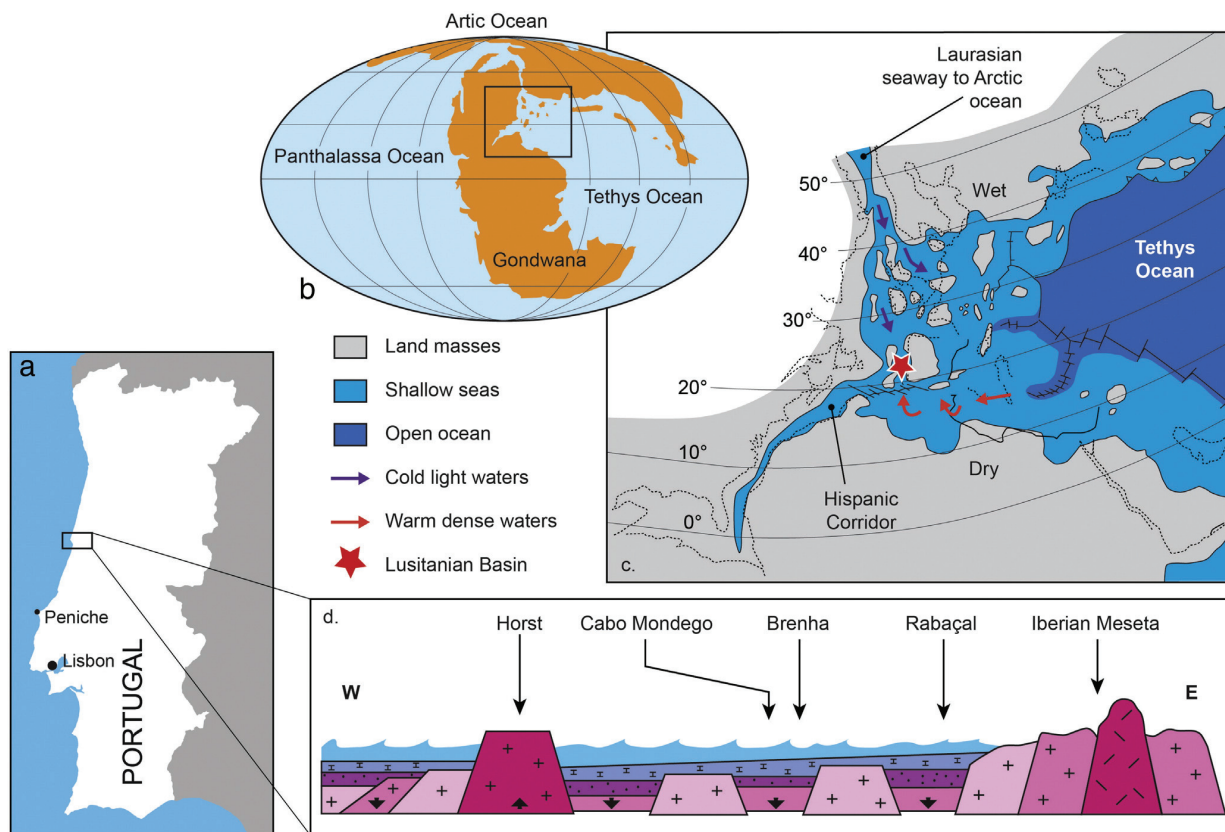 Artic Ocean
Panthalassa Ocean
Tethys Ocean
Gondwana
b
Laurasian
seaway to Arctic
ocean
50°
Wet
40°
Tethys
Ocean
30°
20°
10°
Dry
Hispanic
Corridor
0°
c.
Land masses
Shallow seas
Open ocean
Cold light waters
Warm dense waters
Lusitanian Basin
a
Peniche
Lisbon
PORTUGAL
d.
Horst
Cabo Mondego
Brenha
Rabaçal
Iberian Meseta
W
E